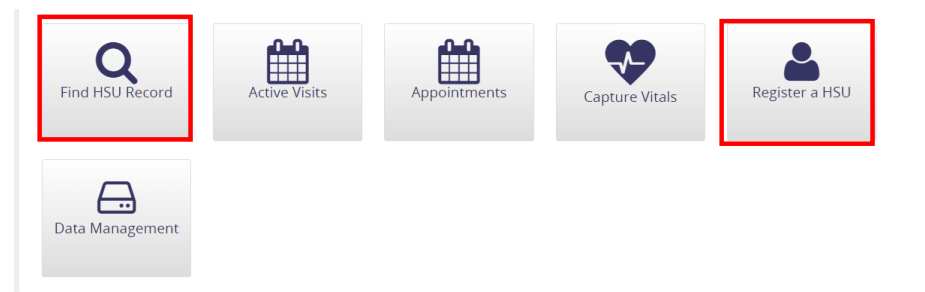 Find HSU Record
Active Visits
Appointments
Capture Vitals
Register a HSU
Data Management